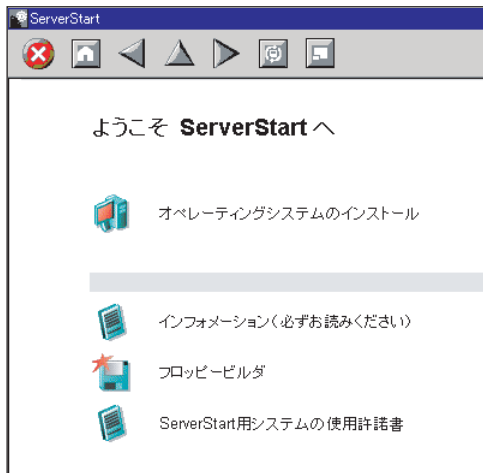 ServerStart
ようこそ ServerStart へ
オペレーティングシステムのインストール
インフォメーション(必ずお読みください)
フロッピービルダ
ServerStart用システムの使用許諾書